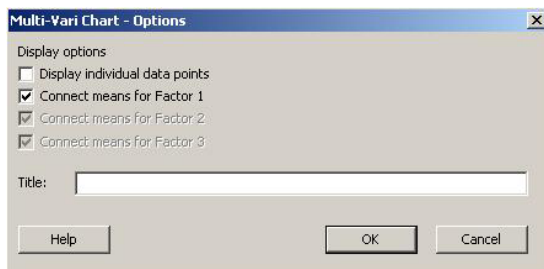 Multi-Vari Chart - Options
Display options
Display individual data points
Connect means for Factor 1
Connect means for Factor 2
Connect means for Factor 3
Title:
Help OK Cancel